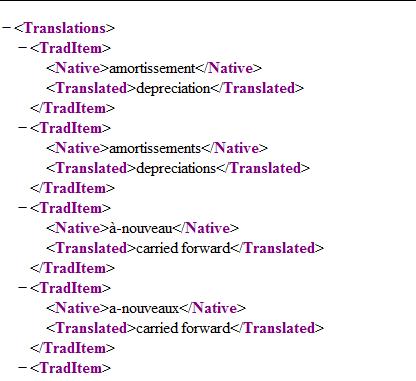 − <Translations>
− <TradItem>
<Native>amortissement</Native>
<Translated>depreciation</Translated>
</TradItem>
− <TradItem>
<Native>amortissements</Native>
<Translated>depreciations</Translated>
</TradItem>
− <TradItem>
<Native>à-nouveau</Native>
<Translated>carried forward</Translated>
</TradItem>
− <TradItem>
<Native>a-nouveaux</Native>
<Translated>carried forward</Translated>
</TradItem>
− <TradItem>